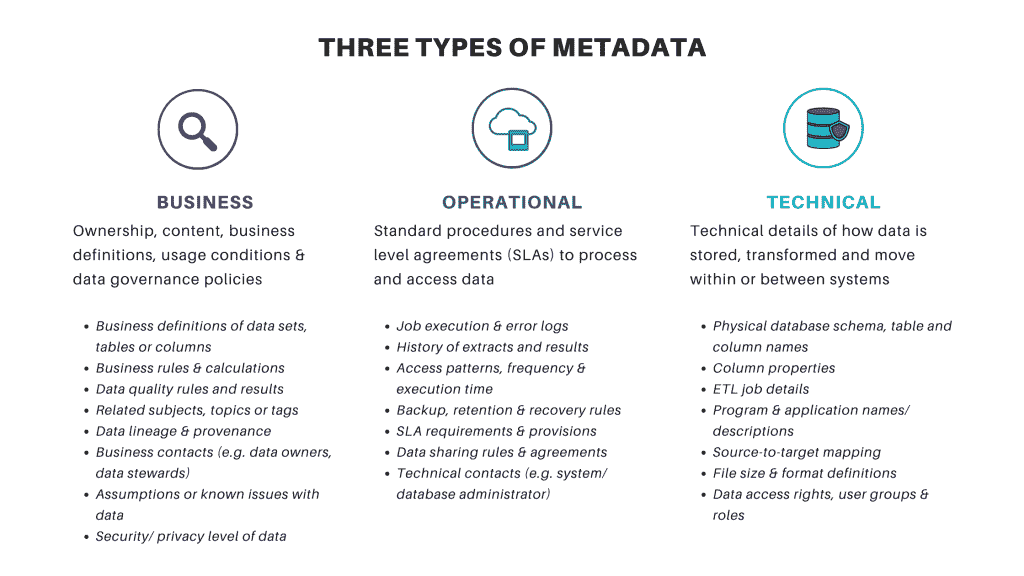 THREE TYPES OF METADATA
BUSINESS
Ownership, content, business
definitions, usage conditions &
data governance policies
• Business definitions of data sets,
tables or columns
• Business rules & calculations
• Data quality rules and results
• Related subjects, topics or tags
• Data lineage & provenance
• Business contacts (e.g. data owners,
data stewards)
• Assumptions or known issues with
data
• Security/ privacy level of data
OPERATIONAL
Standard procedures and service
level agreements (SLAs) to process
and access data
• Job execution & error logs
• History of extracts and results
• Access patterns, frequency &
execution time
• Backup, retention & recovery rules
• SLA requirements & provisions
• Data sharing rules & agreements
• Technical contacts (e.g. system/
database administrator)
TECHNICAL
Technical details of how data is
stored, transformed and move
within or between systems
• Physical database schema, table and
column names
• Column properties
• ETL job details
• Program & application names/
descriptions
• Source-to-target mapping
• File size & format definitions
• Data access rights, user groups &
roles